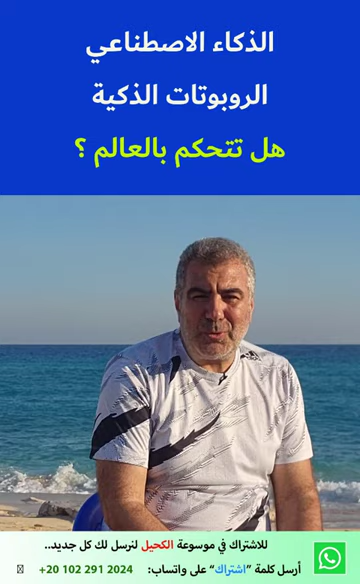 الذكاء الاصطناعي
الروبوتات الذكية
هل تتحكم بالعالم ؟
للاشتراك في موسوعة الكحيل لنرسل لك كل جديد..
أرسل كلمة "اشتراك" على واتساب: +20 102 291 2024